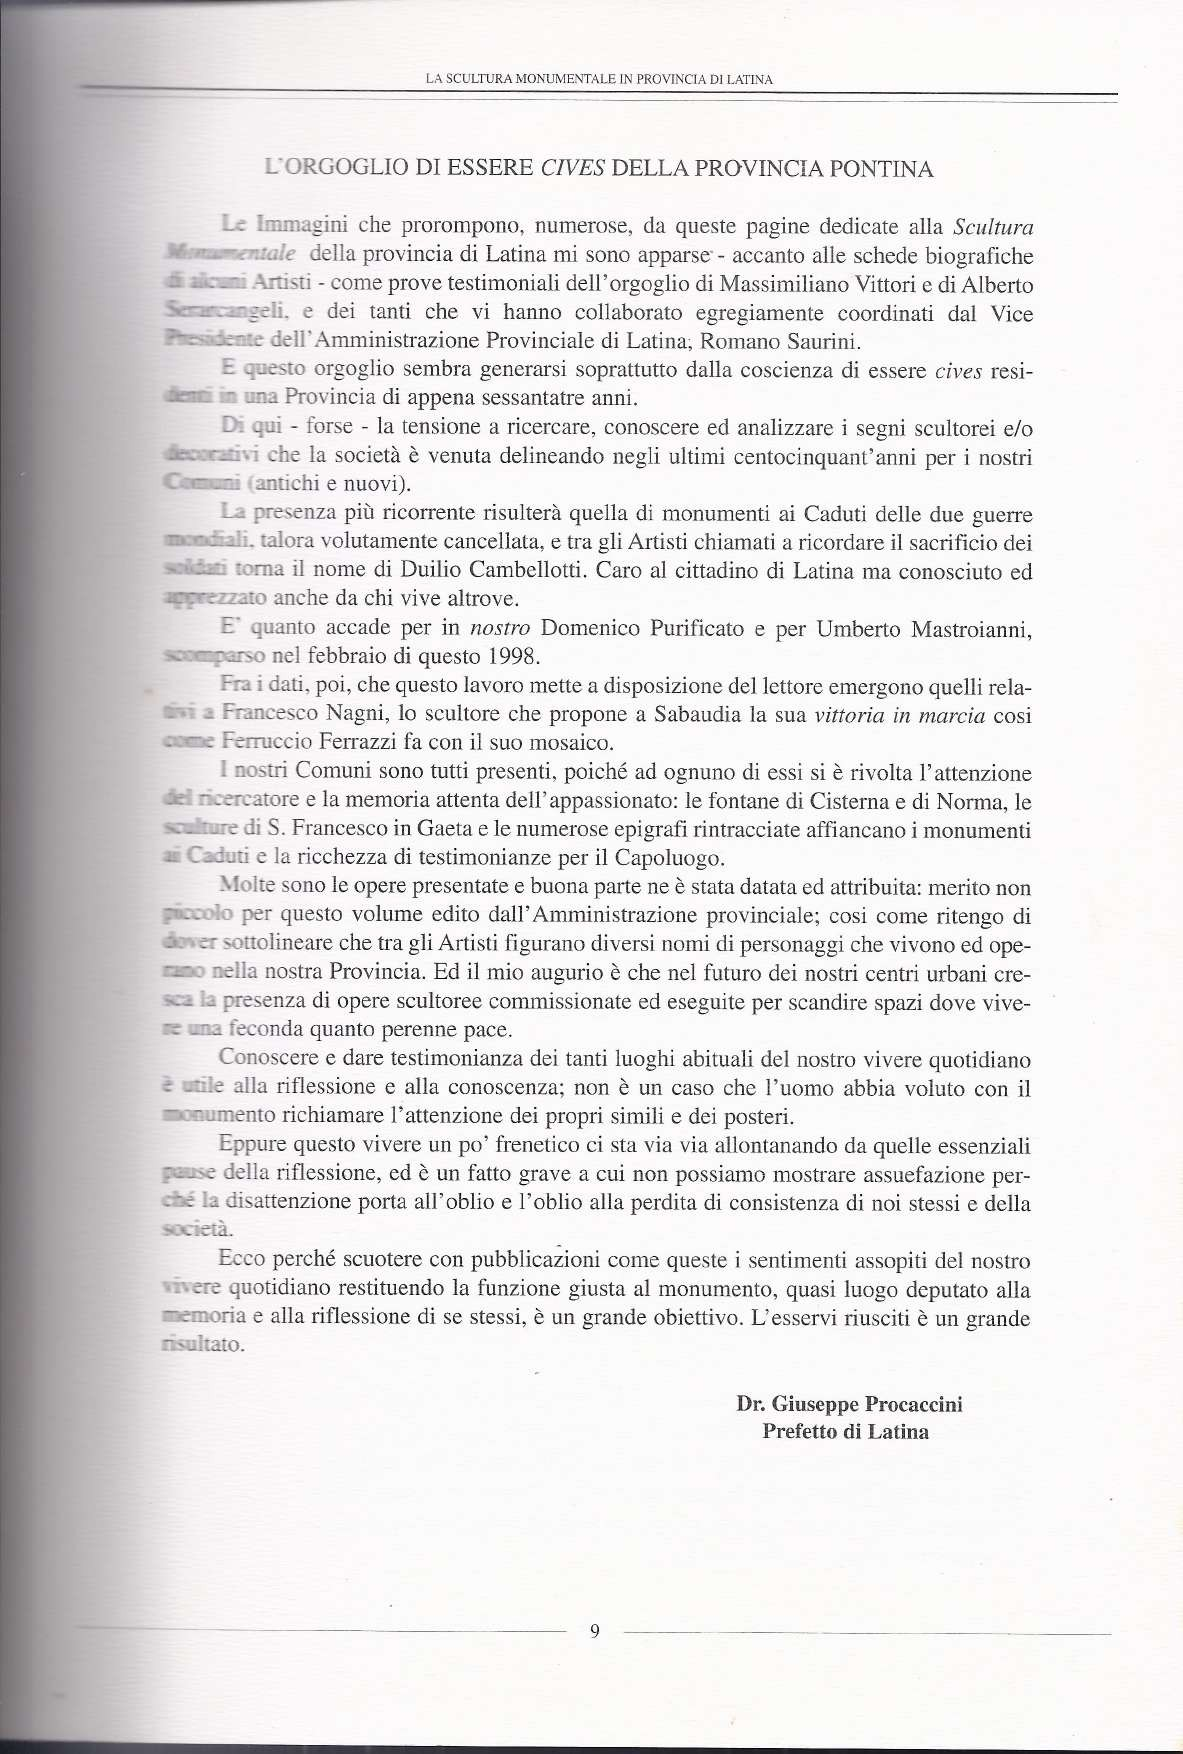 LA SCULTURA MONUMENTALE IN PROVINCIA DI LATINA
L'ORGOGLIO DI ESSERE CIVES DELLA PROVINCIA PONTINA
Le Immagini che prorompono, numerose, da queste pagine dedicate alla Scultura
Monumentale della provincia di Latina mi sono apparse - accanto alle schede biografiche
di alcuni Artisti - come prove testimoniali dell'orgoglio di Massimiliano Vittori e di Alberto
Serarcangeli, e dei tanti che vi hanno collaborato egregiamente coordinati dal Vice
Presidente dell'Amministrazione Provinciale di Latina, Romano Saurini.
E questo orgoglio sembra generarsi soprattutto dalla coscienza di essere cives resi-
denti in una Provincia di appena sessantatre anni.
Di qui - forse - la tensione a ricercare, conoscere ed analizzare i segni scultorei e/o
decorativi che la società è venuta delineando negli ultimi centocinquant'anni per i nostri
Comuni (antichi e nuovi).
La presenza più ricorrente risulterà quella di monumenti ai Caduti delle due guerre
mondiali, talora volutamente cancellata, e tra gli Artisti chiamati a ricordare il sacrificio dei
soldati torna il nome di Duilio Cambellotti. Caro al cittadino di Latina ma conosciuto ed
apprezzato anche da chi vive altrove.
E' quanto accade per in nostro Domenico Purificato e per Umberto Mastroianni,
scomparso nel febbraio di questo 1998.
Fra i dati, poi, che questo lavoro mette a disposizione del lettore emergono quelli rela-
tivi a Francesco Nagni, lo scultore che propone a Sabaudia la sua vittoria in marcia cosi
come Ferruccio Ferrazzi fa con il suo mosaico.
I nostri Comuni sono tutti presenti, poiché ad ognuno di essi si è rivolta l'attenzione
del ricercatore e la memoria attenta dell'appassionato: le fontane di Cisterna e di Norma, le
sculture di S. Francesco in Gaeta e le numerose epigrafi rintracciate affiancano i monumenti
ai Caduti e la ricchezza di testimonianze per il Capoluogo.
Molte sono le opere presentate e buona parte ne è stata datata ed attribuita: merito non
piccolo per questo volume edito dall'Amministrazione provinciale; cosi come ritengo di
dover sottolineare che tra gli Artisti figurano diversi nomi di personaggi che vivono ed ope-
rano nella nostra Provincia. Ed il mio augurio è che nel futuro dei nostri centri urbani cre-
sca la presenza di opere scultoree commissionate ed eseguite per scandire spazi dove vive-
re una feconda quanto perenne pace.
Conoscere e dare testimonianza dei tanti luoghi abituali del nostro vivere quotidiano
è utile alla riflessione e alla conoscenza; non è un caso che l'uomo abbia voluto con il
monumento richiamare l'attenzione dei propri simili e dei posteri.
Eppure questo vivere un po' frenetico ci sta via via allontanando da quelle essenziali
pause della riflessione, ed è un fatto grave a cui non possiamo mostrare assuefazione per-
ché la disattenzione porta all'oblio e l'oblio alla perdita di consistenza di noi stessi e della
società.
Ecco perché scuotere con pubblicazioni come queste i sentimenti assopiti del nostro
vivere quotidiano restituendo la funzione giusta al monumento, quasi luogo deputato alla
memoria e alla riflessione di se stessi, è un grande obiettivo. L'esservi riusciti è un grande
risultato.
Dr. Giuseppe Procaccini
Prefetto di Latina
9